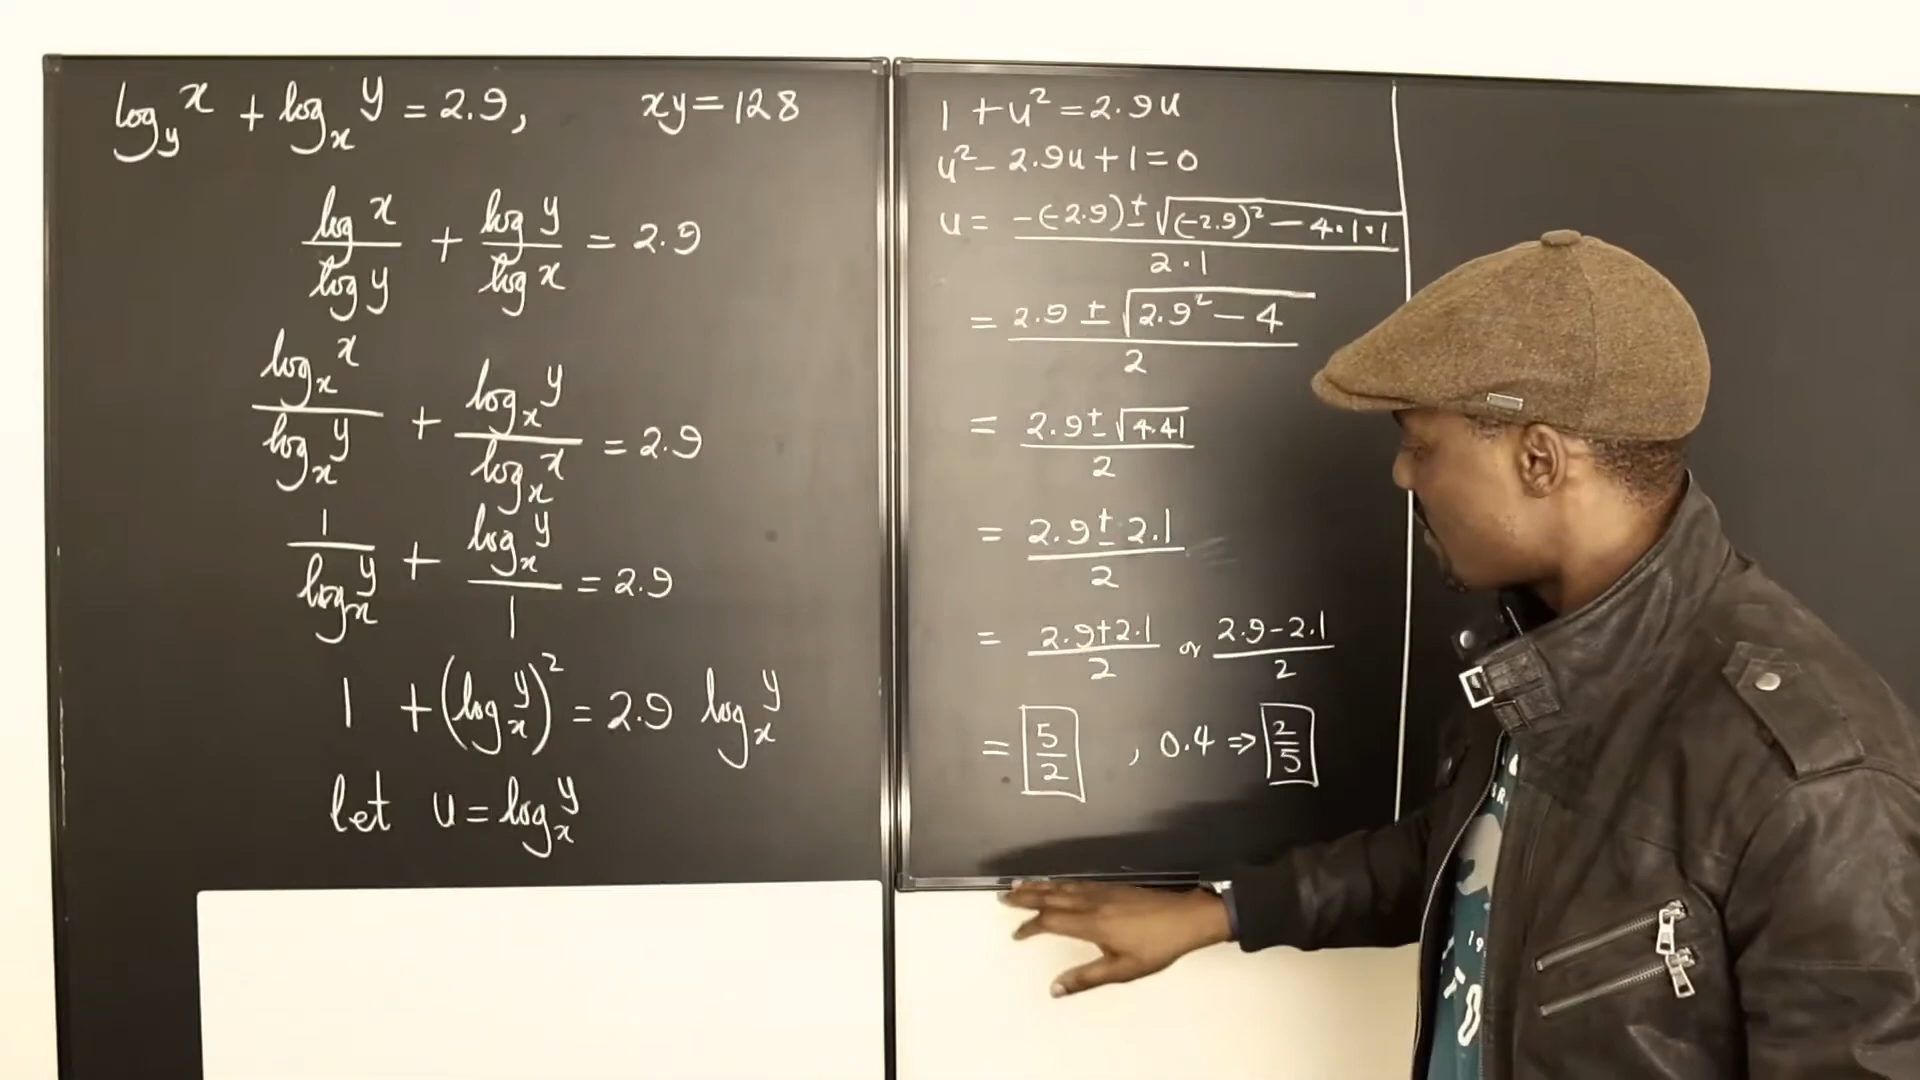 log_y x + log_x y = 2.9, xy = 128
log x / log y + log y / log x = 2.9
log_x x / log_x y + log_x y / log_x x = 2.9
1 / log_x y + log_x y / 1 = 2.9
1 + (log_x y)² = 2.9 log_x y
let u = log_x y
1 + u² = 2.9u
u² - 2.9u + 1 = 0
u = -(-2.9) ± √((-2.9)² - 4·1·1) / 2·1
= 2.9 ± √(2.9² - 4) / 2
= 2.9 ± √4.41 / 2
= 2.9 ± 2.1 / 2
= 2.9+2.1 / 2 or 2.9-2.1 / 2
= 5/2 , 0.4 ⇒ 2/5